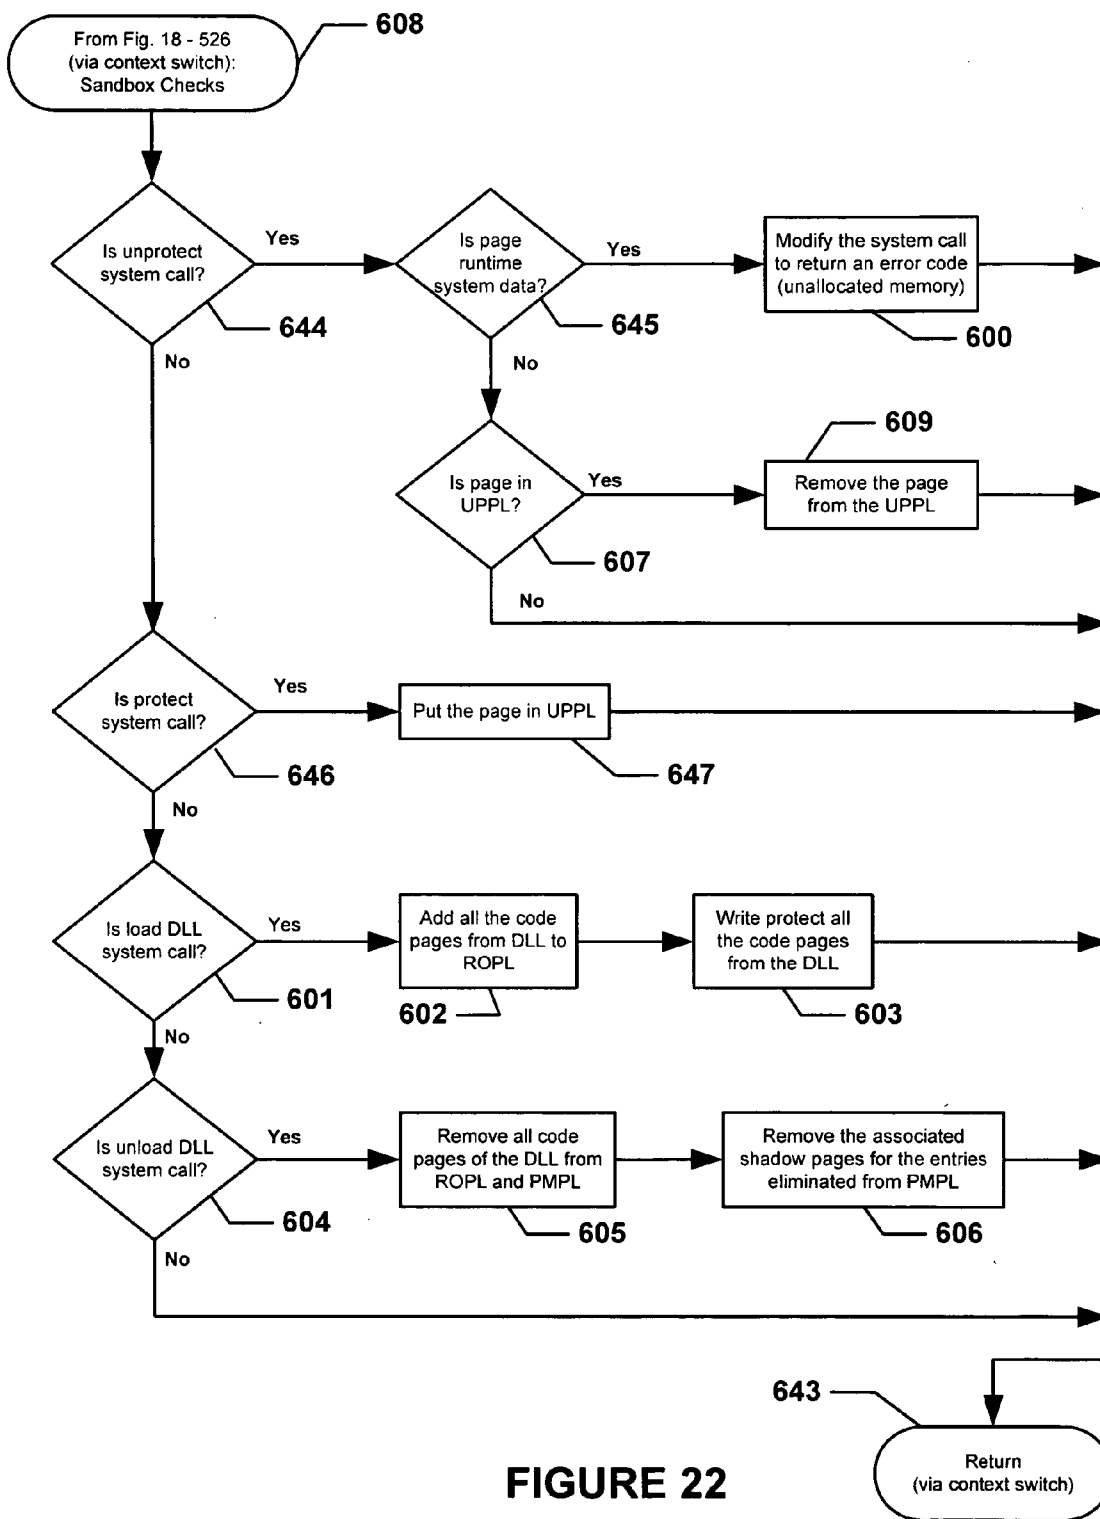 From Fig. 18 - 526
(via context switch):
Sandbox Checks
608
Is unprotect
system call?
Yes
644
No
Is page
runtime
system data?
Yes
645
No
Modify the system call
to return an error code
(unallocated memory)
600
Is page in
UPPL?
Yes
607
No
609
Remove the page
from the UPPL
Is protect
system call?
Yes
646
No
Put the page in UPPL
647
Is load DLL
system call?
Yes
601
No
Add all the code
pages from DLL to
ROPL
602
Write protect all
the code pages
from the DLL
603
Is unload DLL
system call?
Yes
604
No
Remove all code
pages of the DLL from
ROPL and PMPL
605
Remove the associated
shadow pages for the entries
eliminated from PMPL
606
643
Return
(via context switch)
FIGURE 22